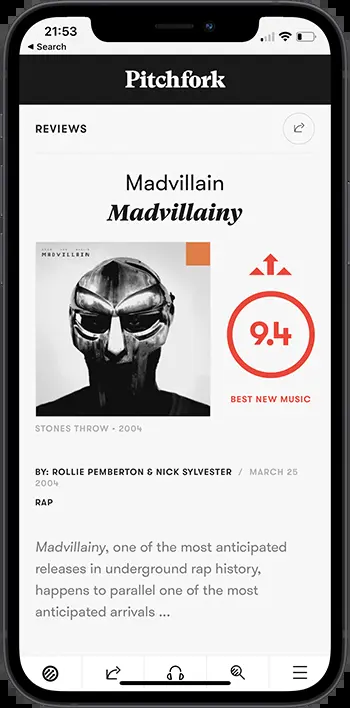 21:53
◀ Search
Pitchfork
REVIEWS
Madvillain
Madvillainy
MADVILLAIN
9.4
BEST NEW MUSIC
STONES THROW • 2004
BY: ROLLIE PEMBERTON & NICK SYLVESTER / MARCH 25
2004
RAP
Madvillainy, one of the most anticipated
releases in underground rap history,
happens to parallel one of the most
anticipated arrivals ...